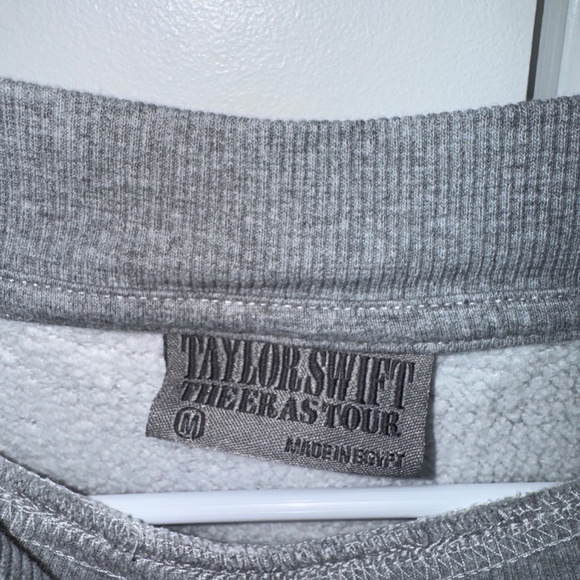 TAYLOR SWIFT
THE ERAS TOUR
M
MADE IN EGYPT